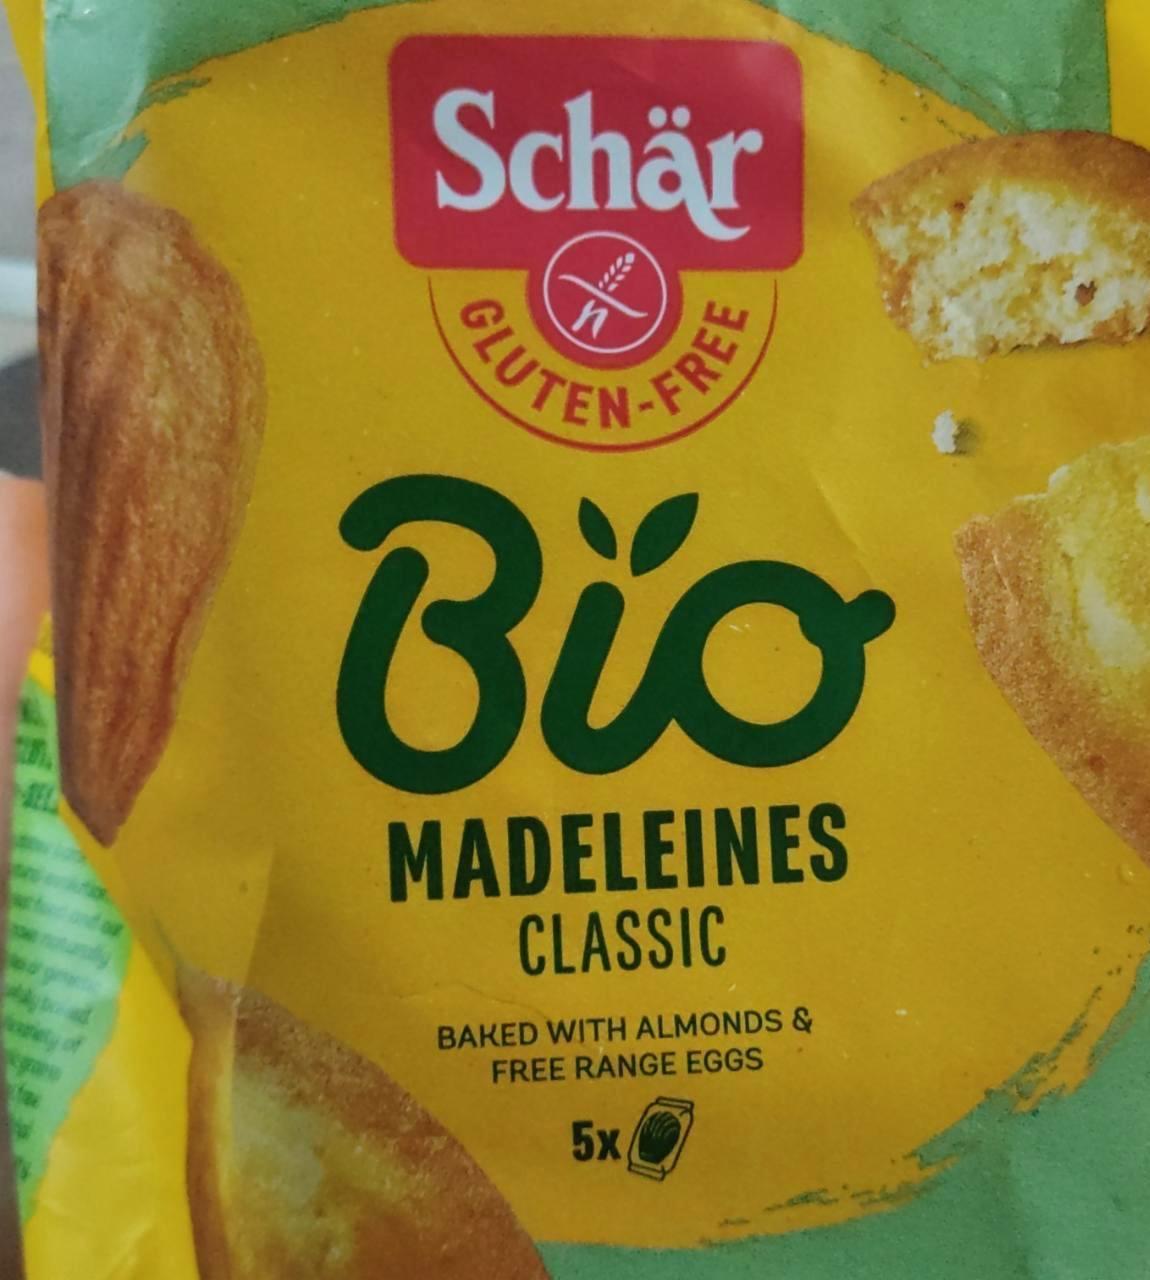 Schär
GLUTEN-FREE
Bio
MADELEINES
CLASSIC
BAKED WITH ALMONDS &
FREE RANGE EGGS
5x